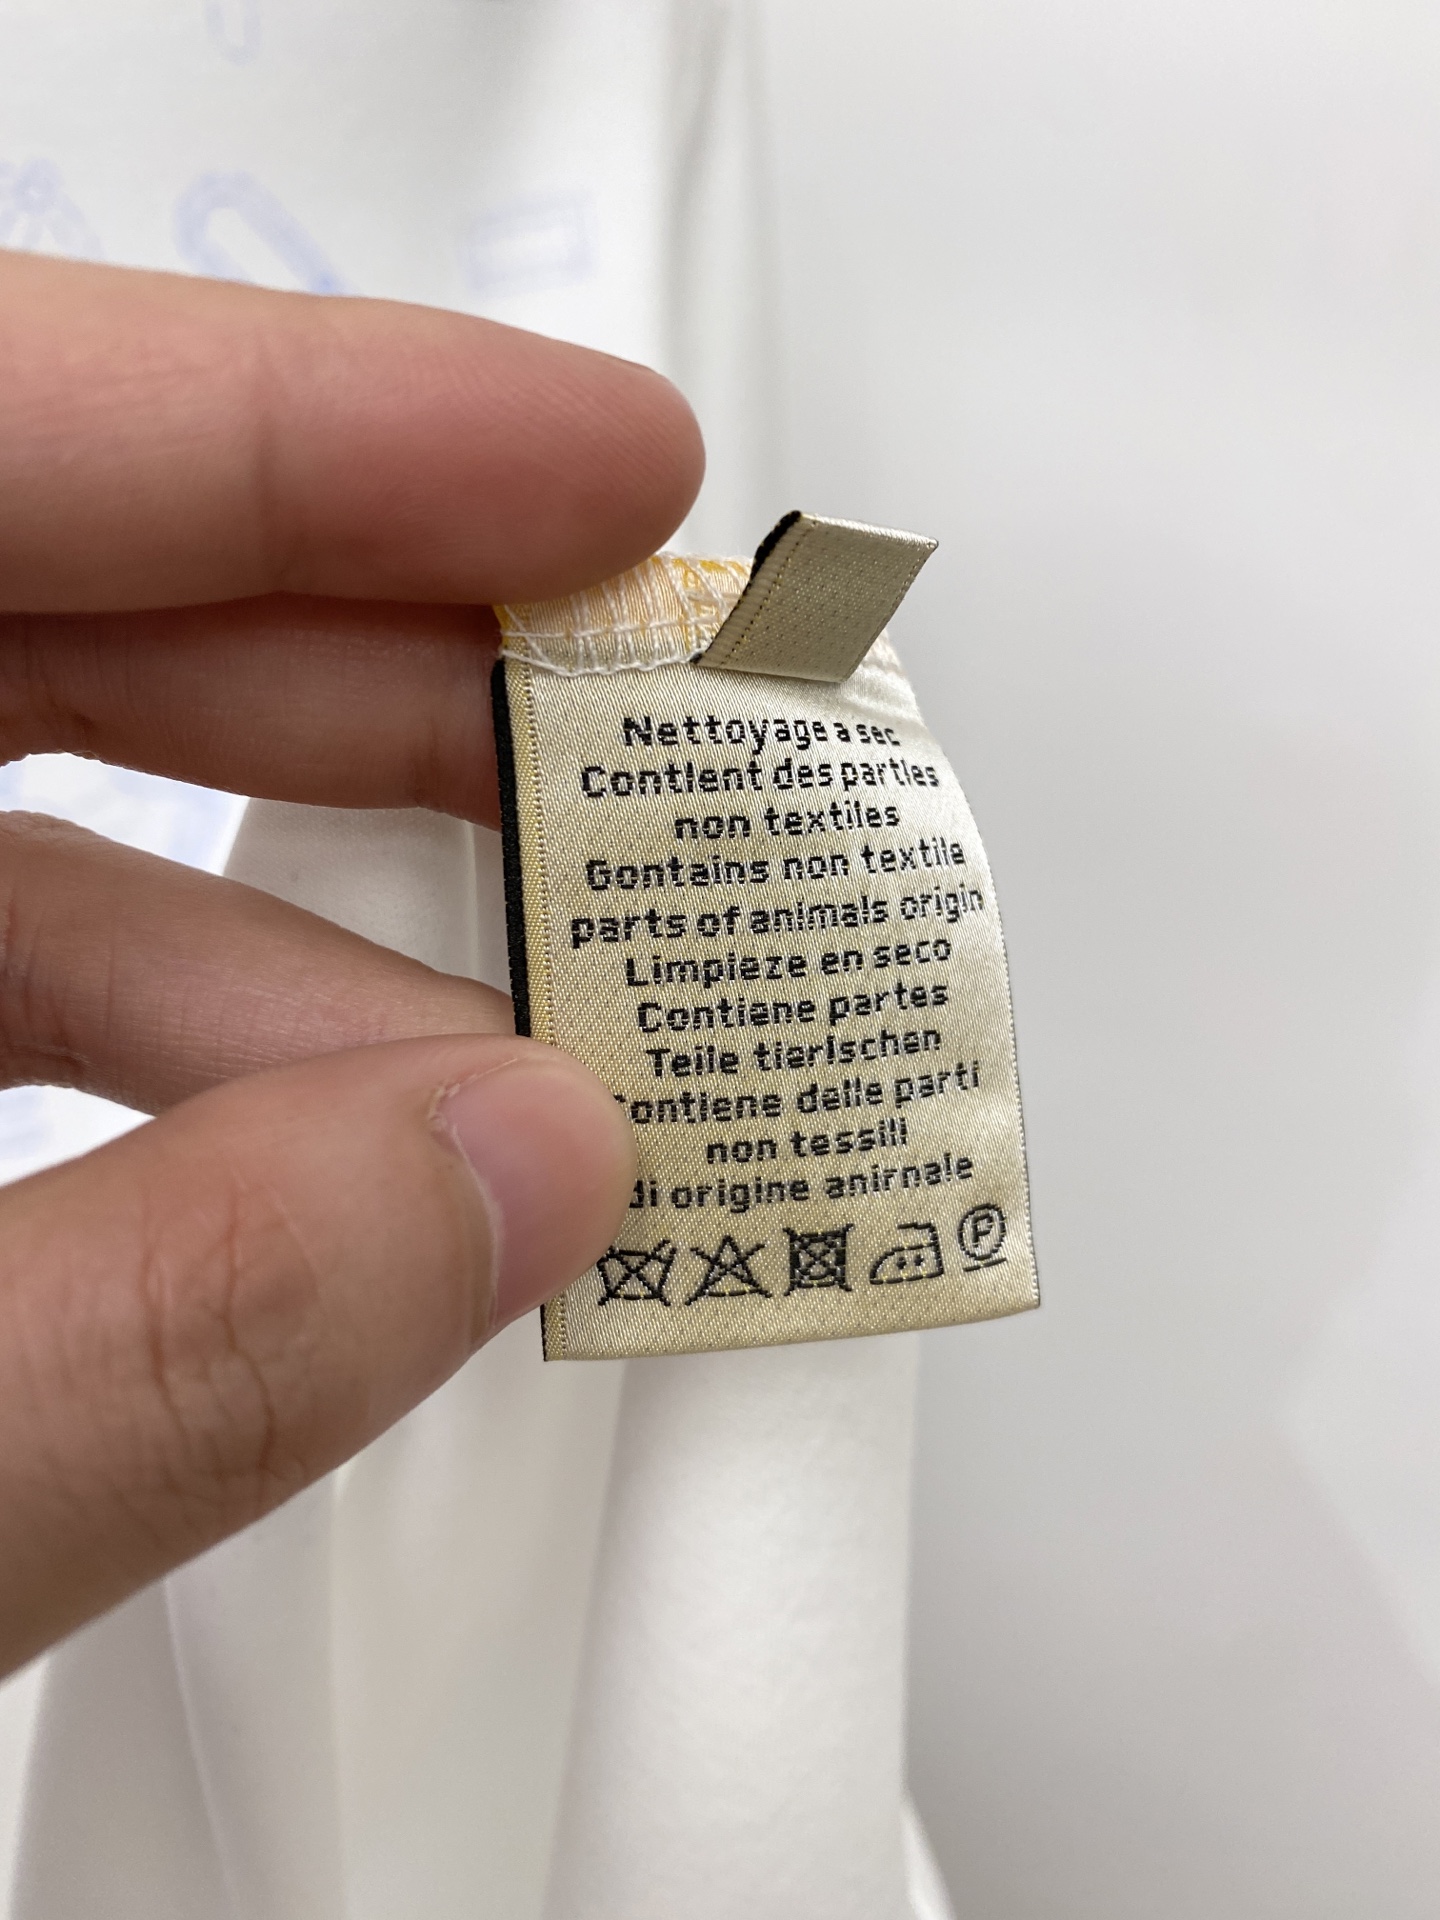 Nettoyage a sec
Contient des parties
non textiles
Gontains non textile
parts of animals origin
Limpieze en seco
Contiene partes
Teile tierischen
ontiene delle parti
non tessili
di origine anirnale
P